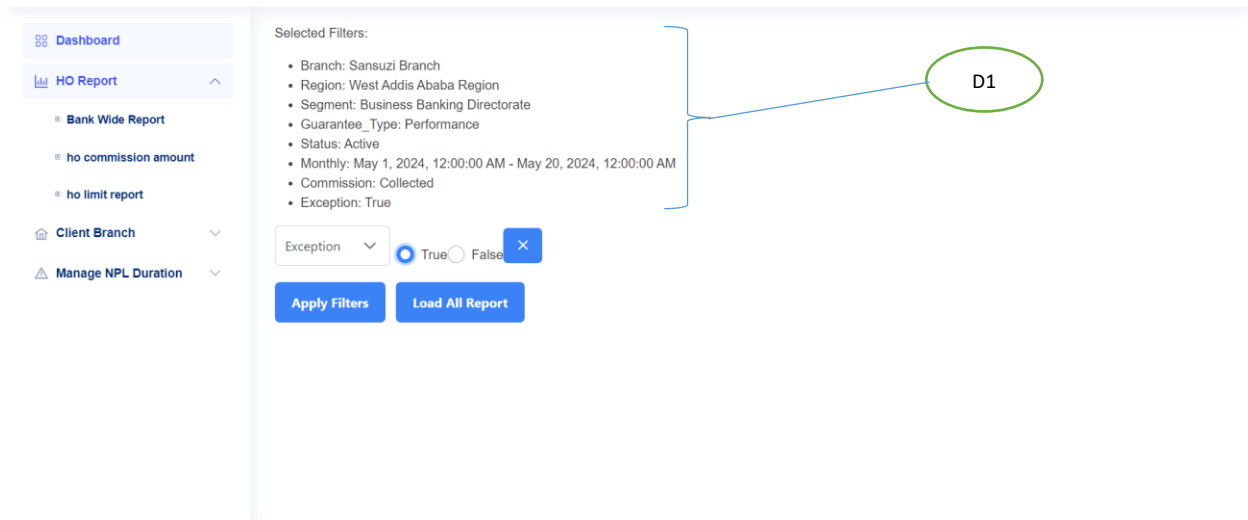 Dashboard
HO Report
Bank Wide Report
ho commission amount
ho limit report
Client Branch
Manage NPL Duration
Selected Filters:
• Branch: Sansuzi Branch
• Region: West Addis Ababa Region
• Segment: Business Banking Directorate
• Guarantee_Type: Performance
• Status: Active
• Monthly: May 1, 2024, 12:00:00 AM - May 20, 2024, 12:00:00 AM
• Commission: Collected
• Exception: True
Exception True False
Apply Filters Load All Report
D1